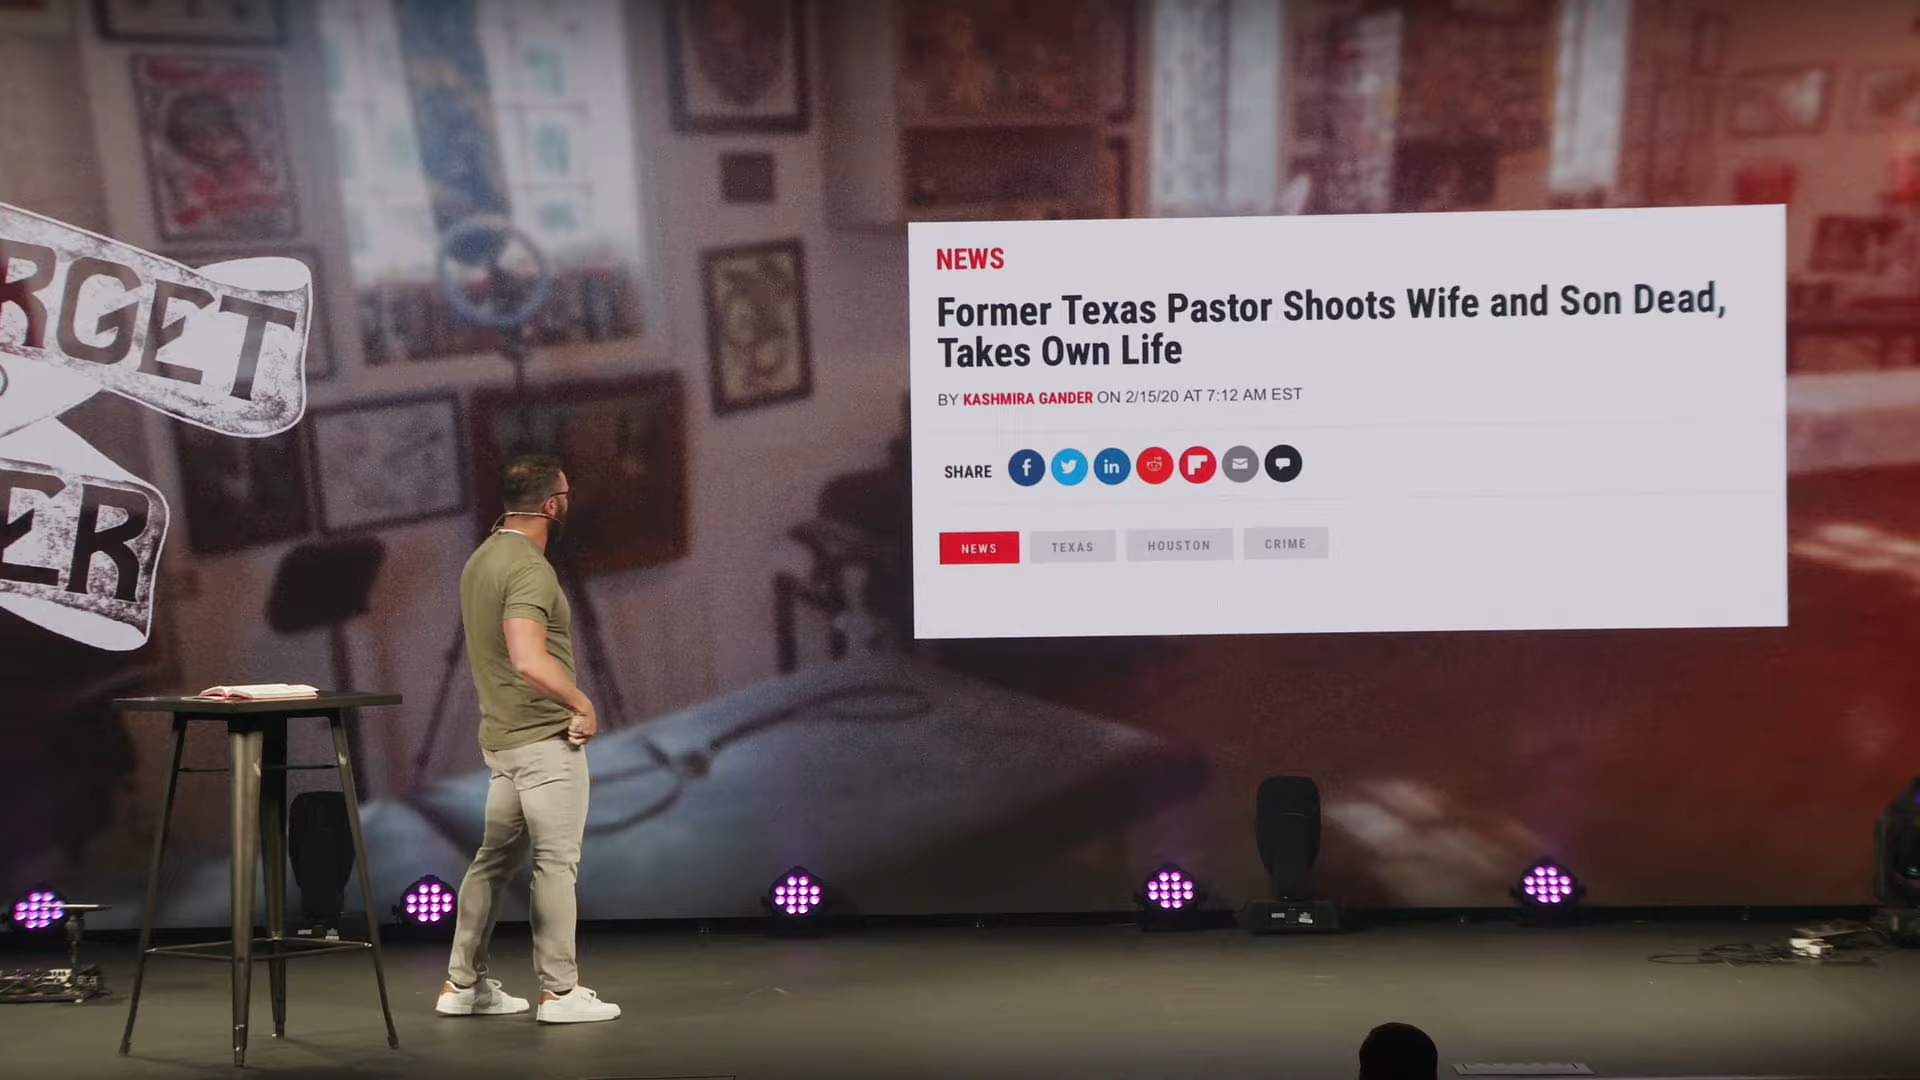 RGET
ER
NEWS
Former Texas Pastor Shoots Wife and Son Dead,
Takes Own Life
BY KASHMIRA GANDER ON 2/15/20 AT 7:12 AM EST
SHARE
NEWS TEXAS HOUSTON CRIME